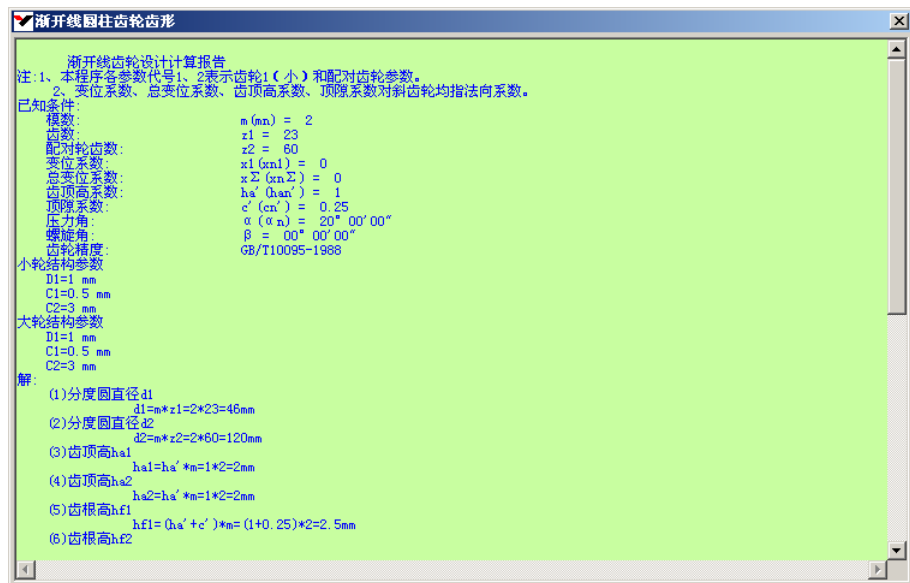 渐开线圆柱齿轮齿形
渐开线齿轮设计计算报告
注:1、本程序各参数代号1、2表示齿轮1(小)和配对齿轮参数。
2、变位系数、总变位系数、齿顶高系数、顶隙系数对斜齿轮均指法向系数。
已知条件:
模数: m(mn) = 2
齿数: z1 = 23
配对轮齿数: z2 = 60
变位系数: x1(xn1) = 0
总变位系数: xΣ(xnΣ) = 0
齿顶高系数: ha′(han′) = 1
顶隙系数: c′(cn′) = 0.25
压力角: α(αn) = 20° 00′00″
螺旋角: β = 00° 00′00″
齿轮精度: GB/T10095-1988
小轮结构参数
D1=1 mm
C1=0.5 mm
C2=3 mm
大轮结构参数
D1=1 mm
C1=0.5 mm
C2=3 mm
解:
(1)分度圆直径d1
d1=m*z1=2*23=46mm
(2)分度圆直径d2
d2=m*z2=2*60=120mm
(3)齿顶高ha1
ha1=ha′*m=1*2=2mm
(4)齿顶高ha2
ha2=ha′*m=1*2=2mm
(5)齿根高hf1
hf1=(ha′+c′)*m=(1+0.25)*2=2.5mm
(6)齿根高hf2